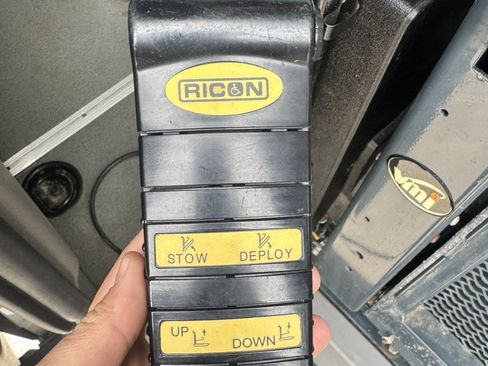 RICON
vmi
STOW DEPLOY
UP DOWN